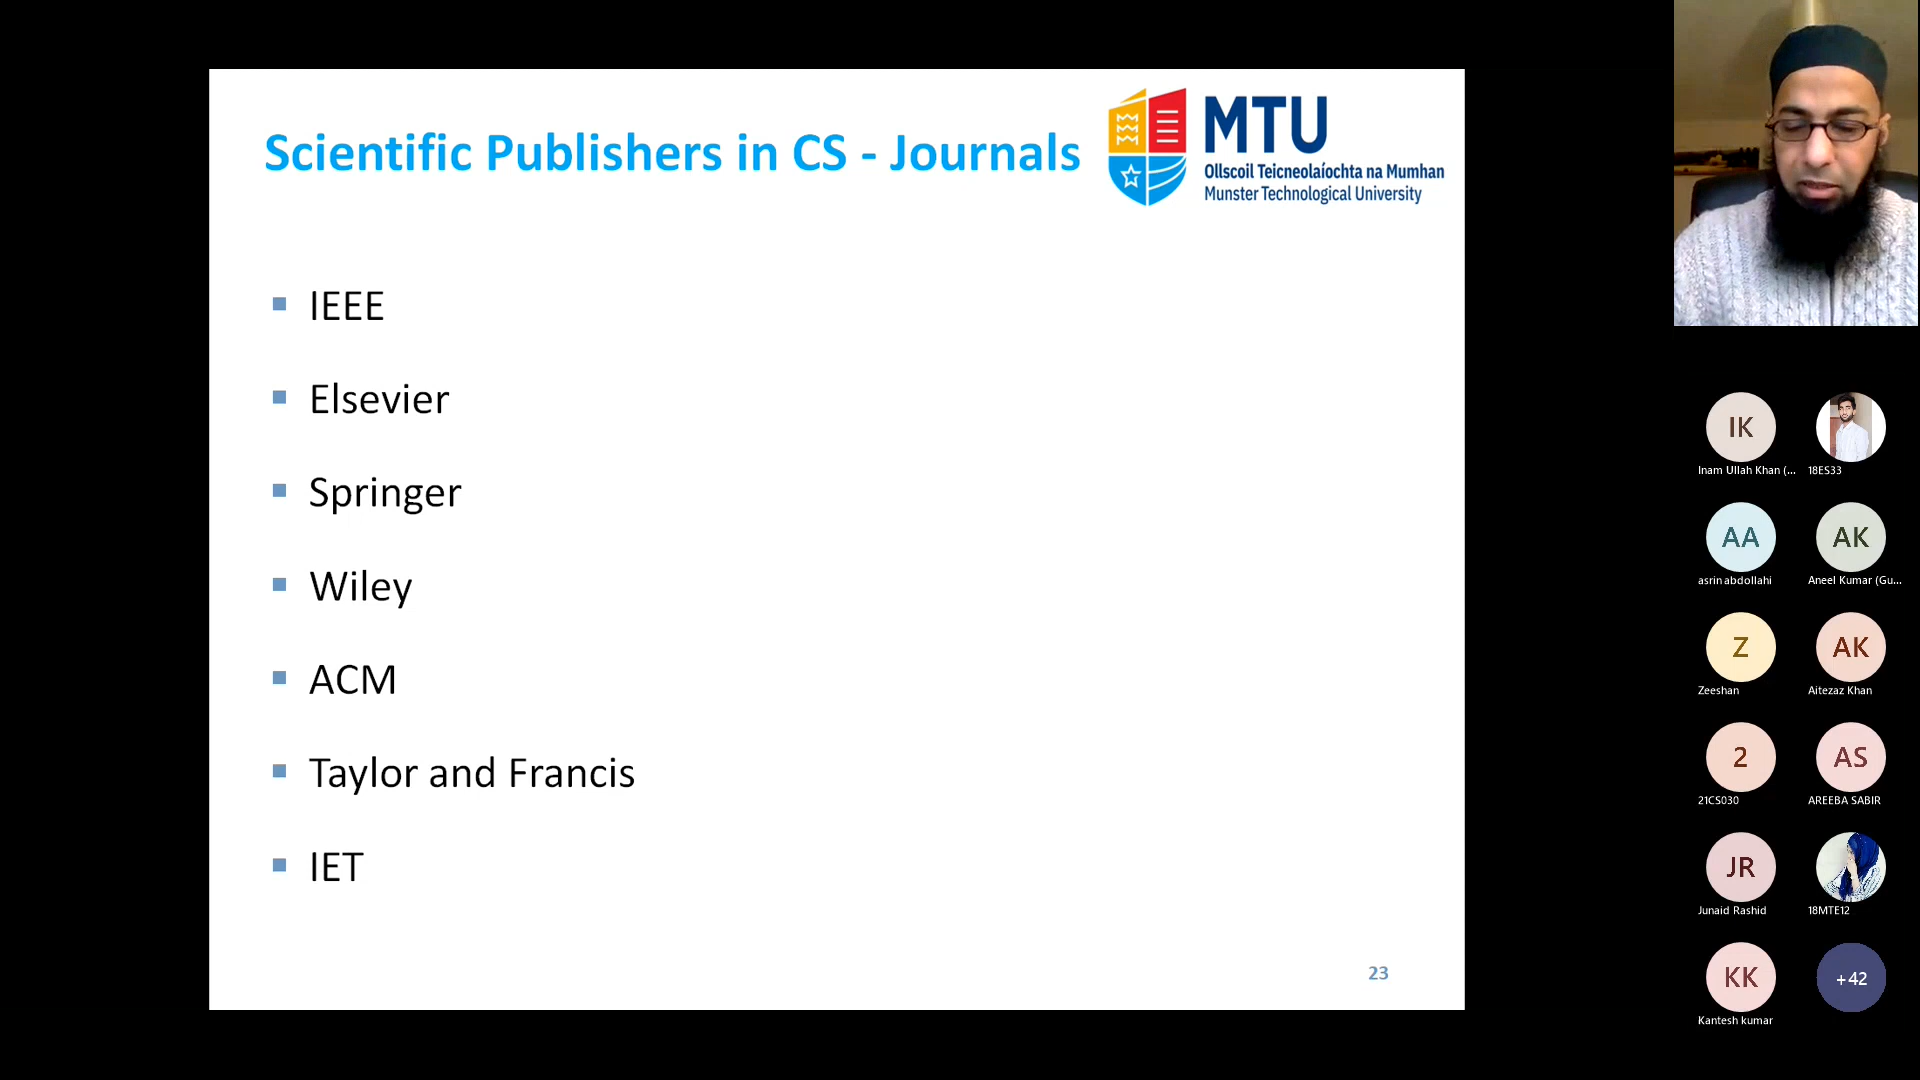 Scientific Publishers in CS - Journals
MTU
Ollscoil Teicneolaíochta na Mumhan
Munster Technological University
IEEE
Elsevier
Springer
Wiley
ACM
Taylor and Francis
IET
23
IK
Inam Ullah Khan (...
18ES33
AA
asrin abdollahi
AK
Aneel Kumar (Gu...
Z
Zeeshan
AK
Aitezaz Khan
2
21CS030
AS
AREEBA SABIR
JR
Junaid Rashid
18MTE12
KK
Kantesh kumar
+42